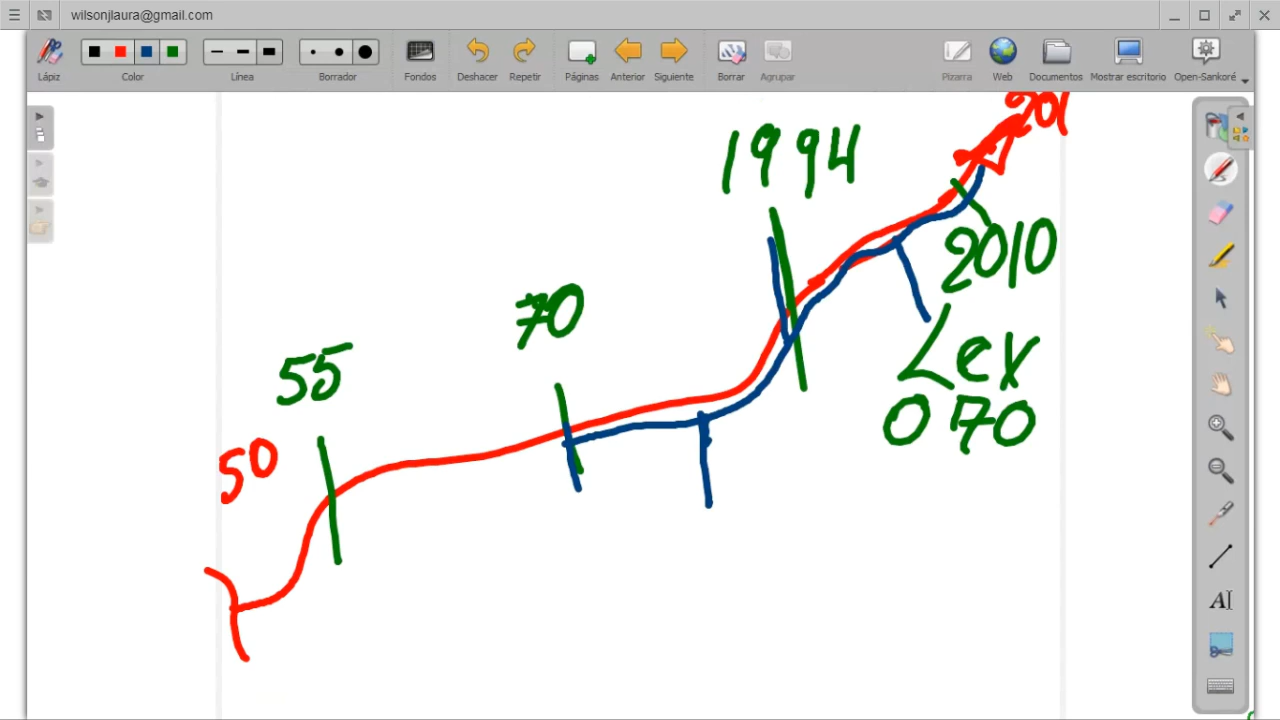 wilsonjlaura@gmail.com
Lápiz Color Línea Borrador Fondos Deshacer Repetir Páginas Anterior Siguiente Borrar Agrupar Pizarra Web Documentos Mostrar escritorio Open-Sankoré
1994
2010
70
55
Lex
070
50